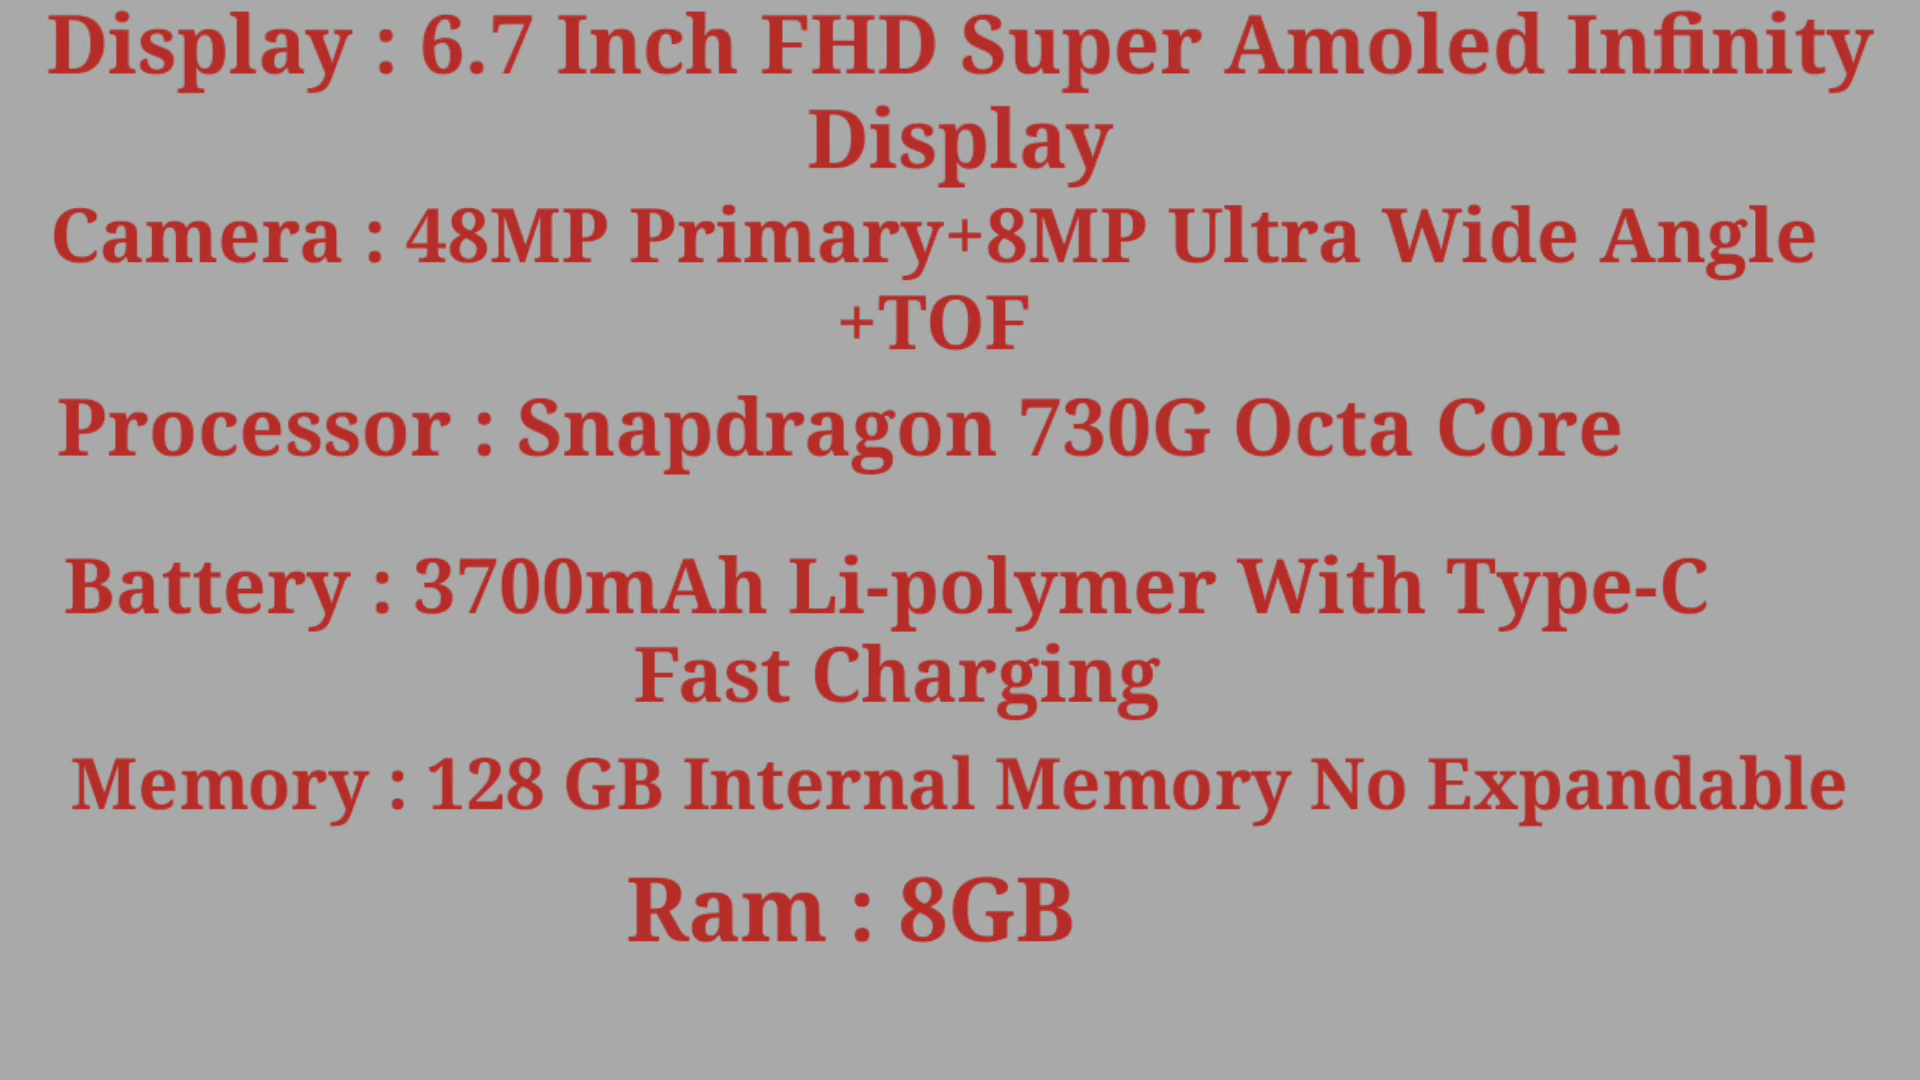 Display : 6.7 Inch FHD Super Amoled Infinity
Display
Camera : 48MP Primary+8MP Ultra Wide Angle
+TOF
Processor : Snapdragon 730G Octa Core
Battery : 3700mAh Li-polymer With Type-C
Fast Charging
Memory : 128 GB Internal Memory No Expandable
Ram : 8GB